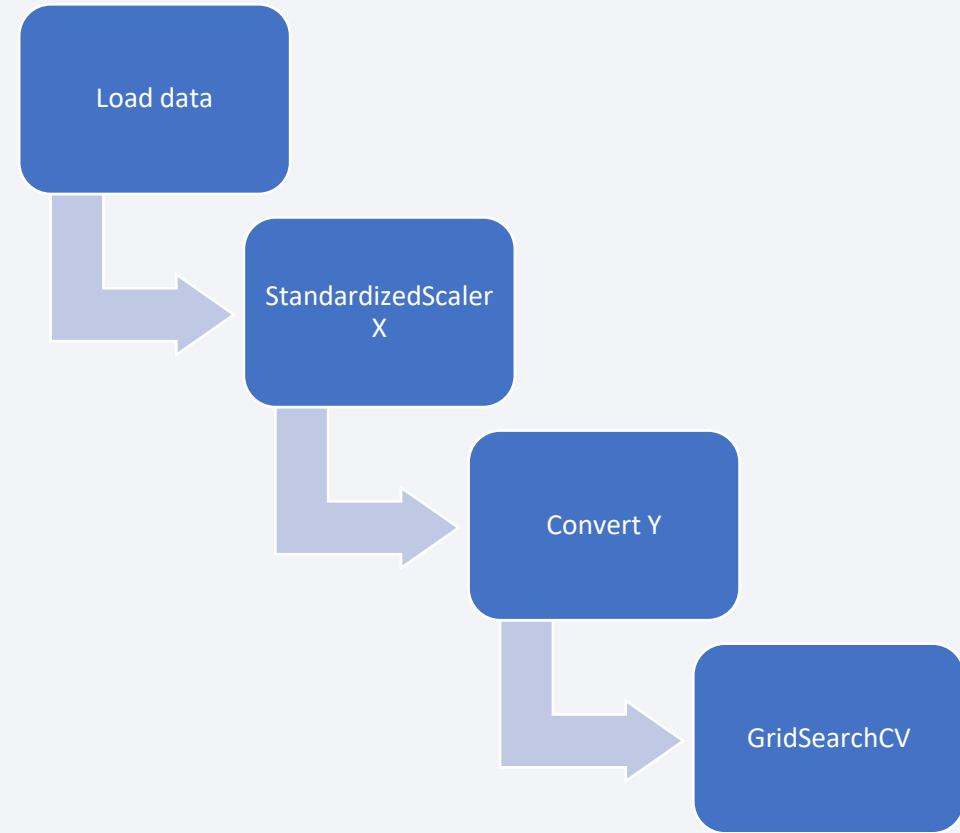 Load data
StandardizedScaler
X
Convert Y
GridSearchCV